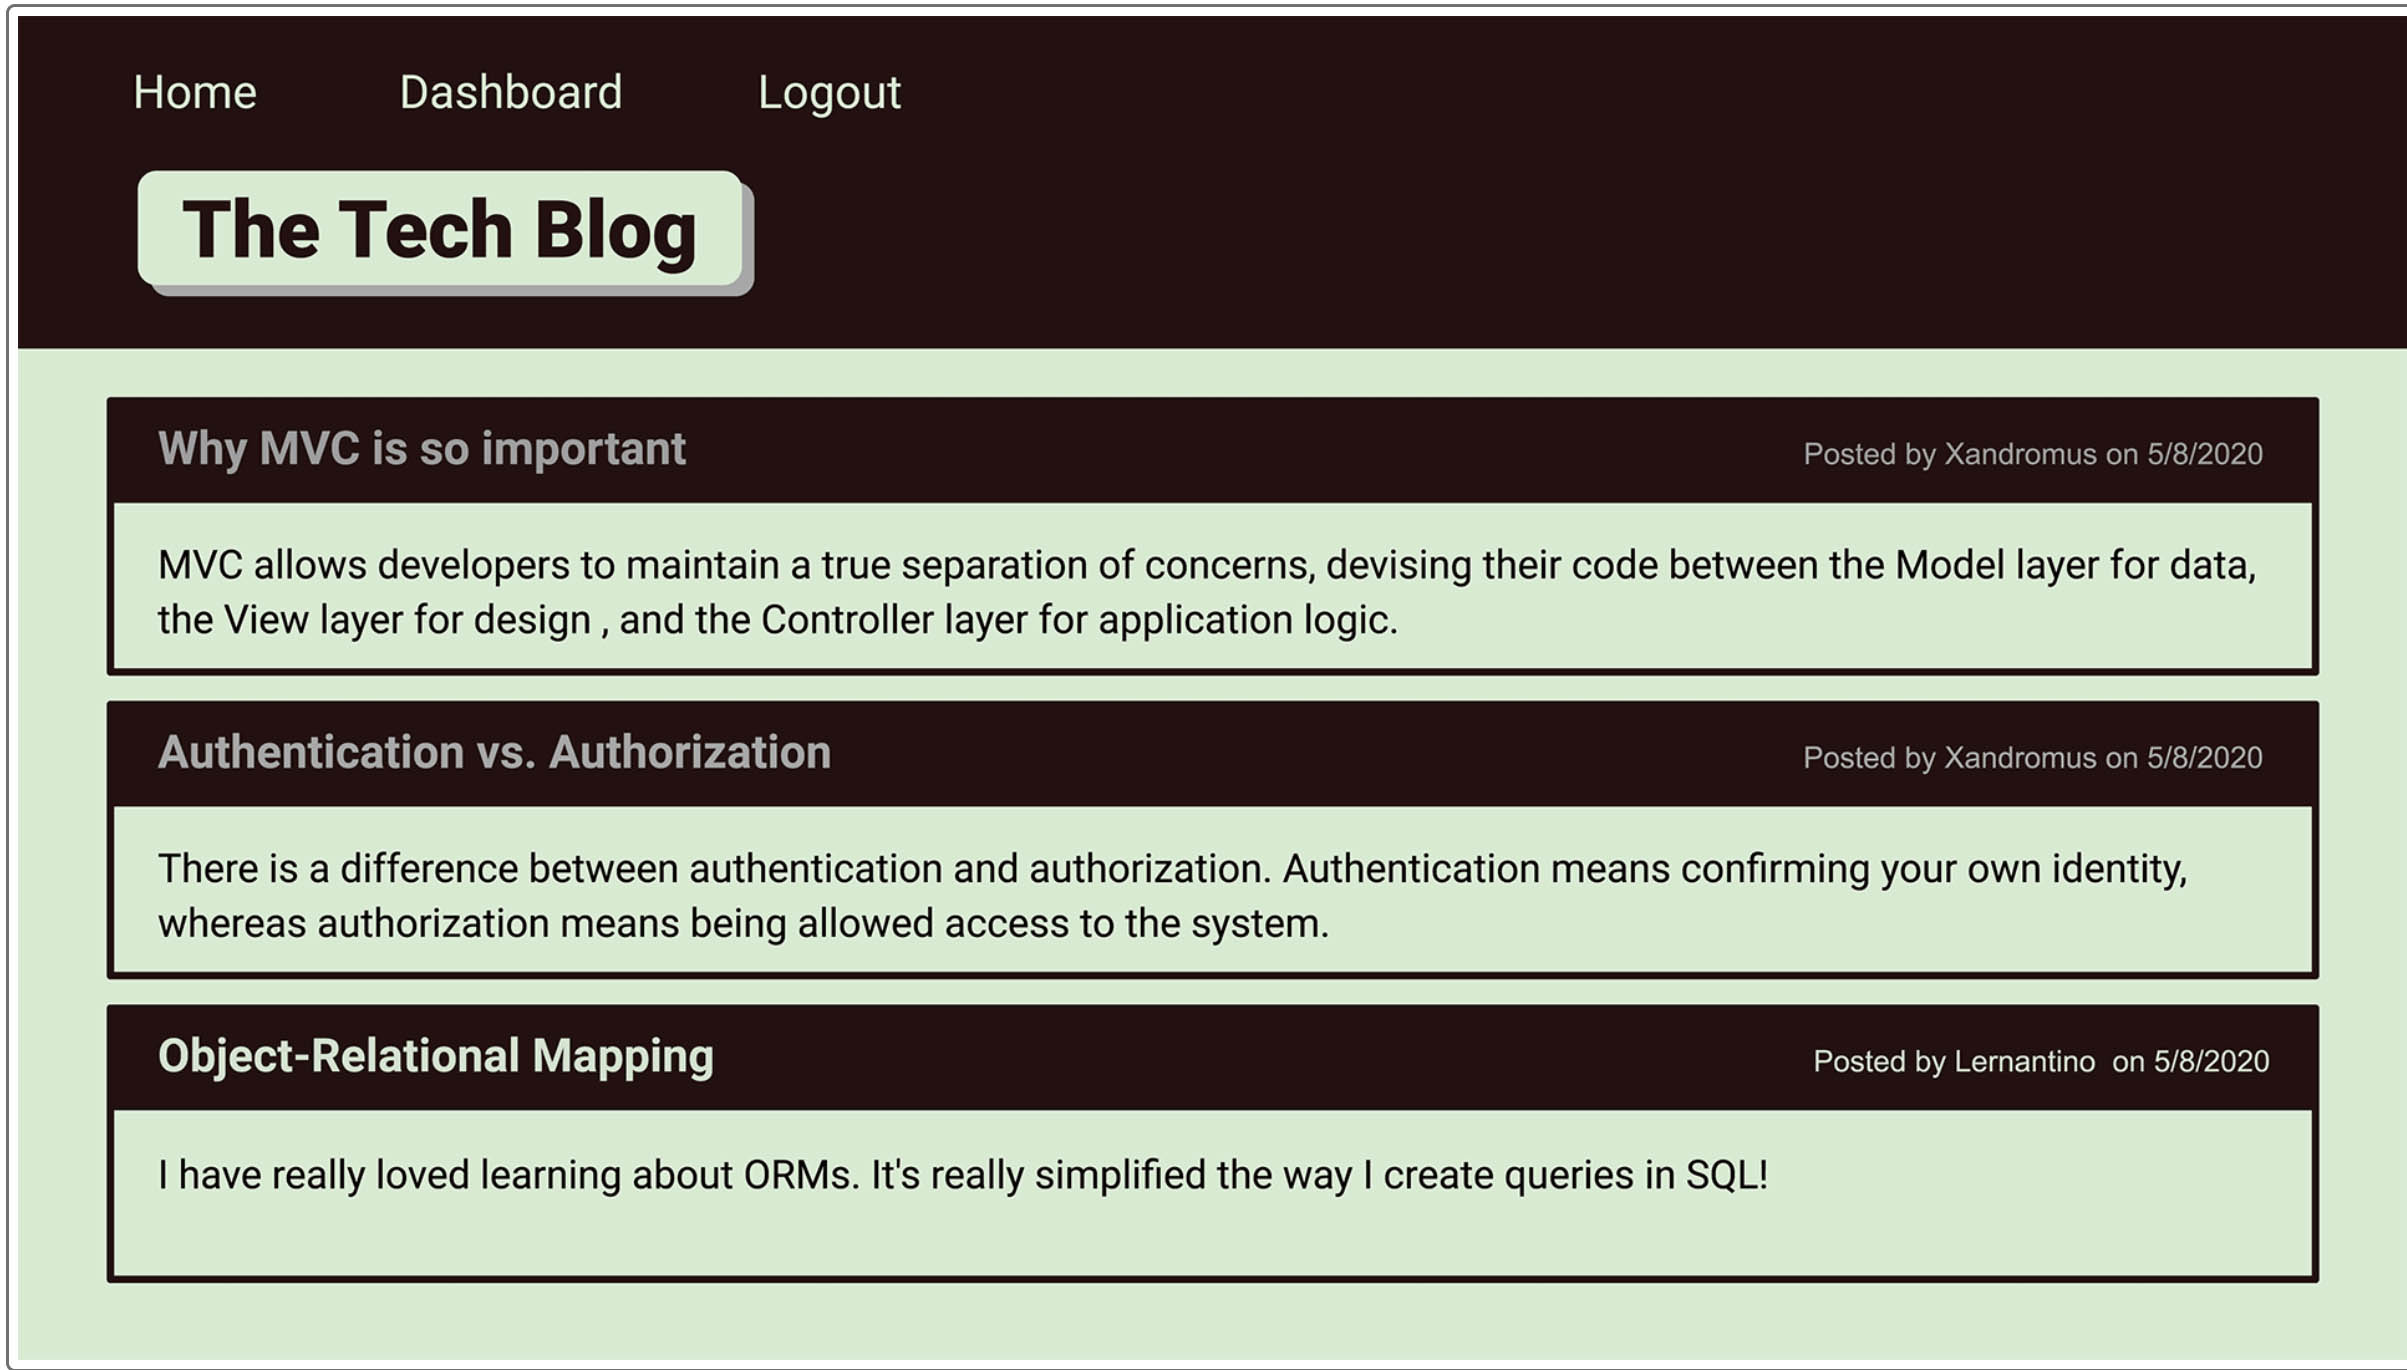 Home Dashboard Logout
The Tech Blog
Why MVC is so important
Posted by Xandromus on 5/8/2020
MVC allows developers to maintain a true separation of concerns, devising their code between the Model layer for data,
the View layer for design , and the Controller layer for application logic.
Authentication vs. Authorization
Posted by Xandromus on 5/8/2020
There is a difference between authentication and authorization. Authentication means confirming your own identity,
whereas authorization means being allowed access to the system.
Object-Relational Mapping
Posted by Lernantino  on 5/8/2020
I have really loved learning about ORMs. It's really simplified the way I create queries in SQL!